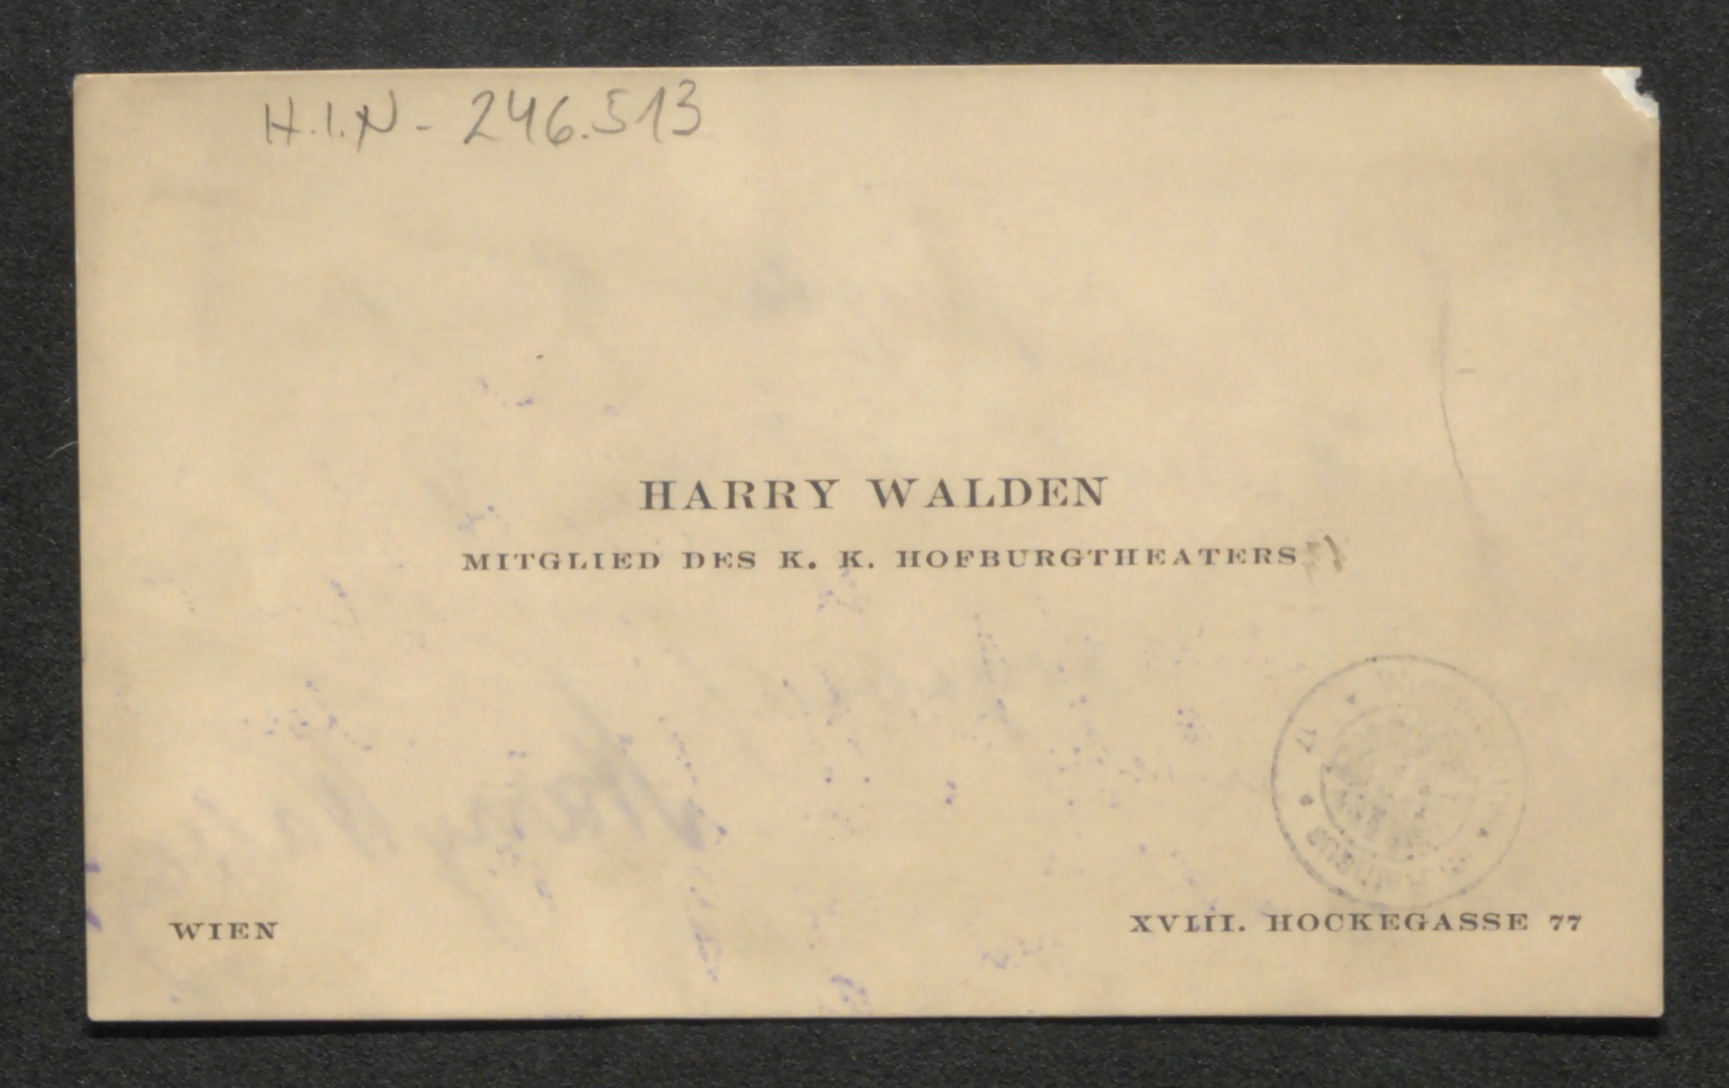 H.I.N- 246.513
HARRY WALDEN
MITGLIED DES K. K. HOFBURGTHEATERS
WIEN
XVIII. HOCKEGASSE 77